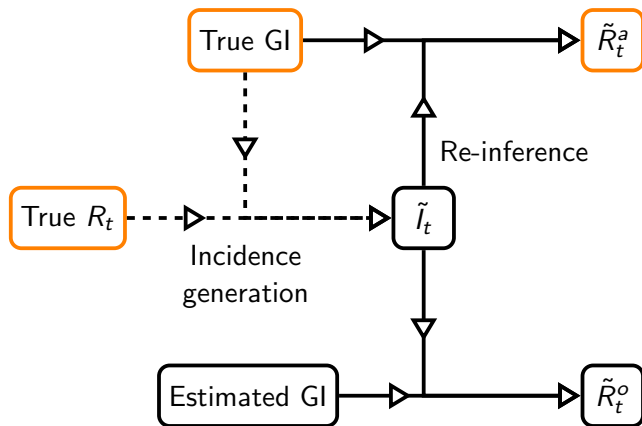 True GI
R̃ₜᵃ
Re-inference
True Rₜ
Ĩₜ
Incidence
generation
Estimated GI
R̃ₜᵒ